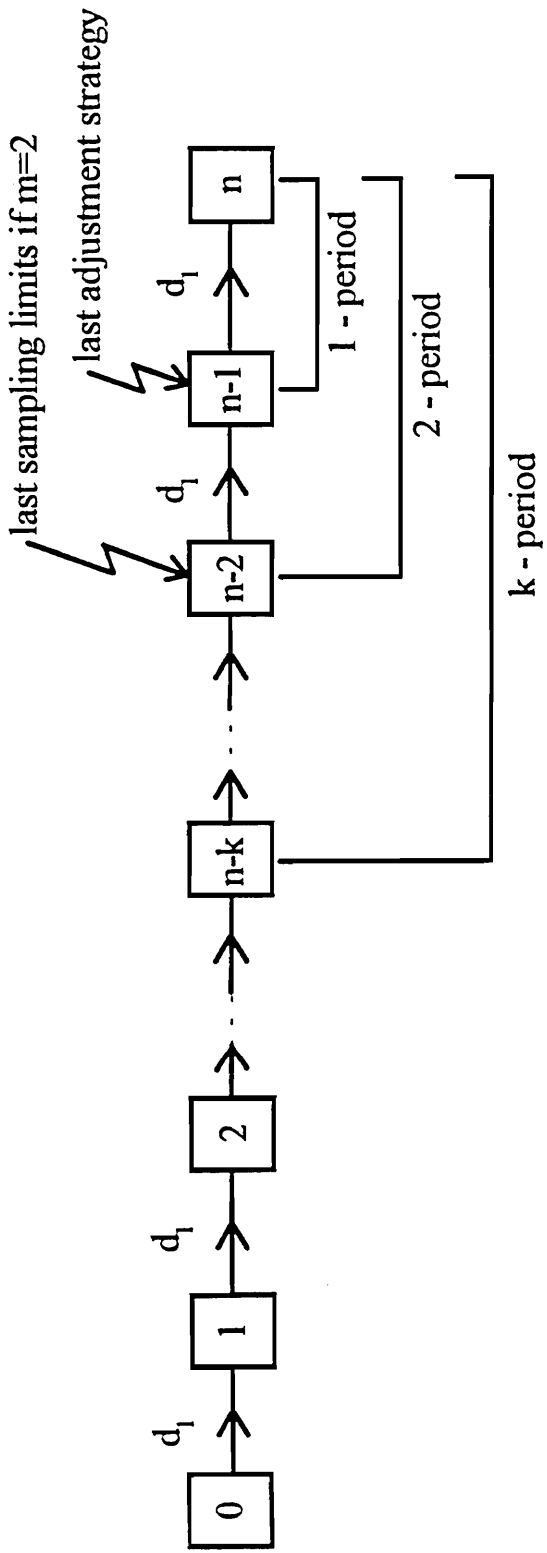 last sampling limits if m=2
last adjustment strategy
d₁ d₁ d₁ d₁
0 1 2 ... n-k ... n-2 n-1 n
1 - period
2 - period
k - period